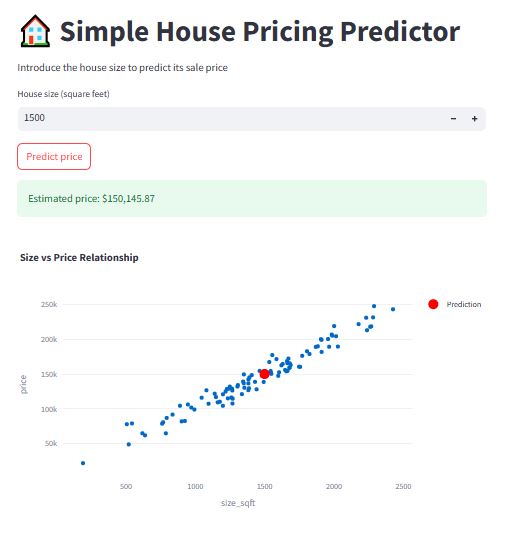 Simple House Pricing Predictor
Introduce the house size to predict its sale price
House size (square feet)
1500
− +
Predict price
Estimated price: $150,145.87
Size vs Price Relationship
Prediction
250k
200k
150k
100k
50k
price
500 1000 1500 2000 2500
size_sqft